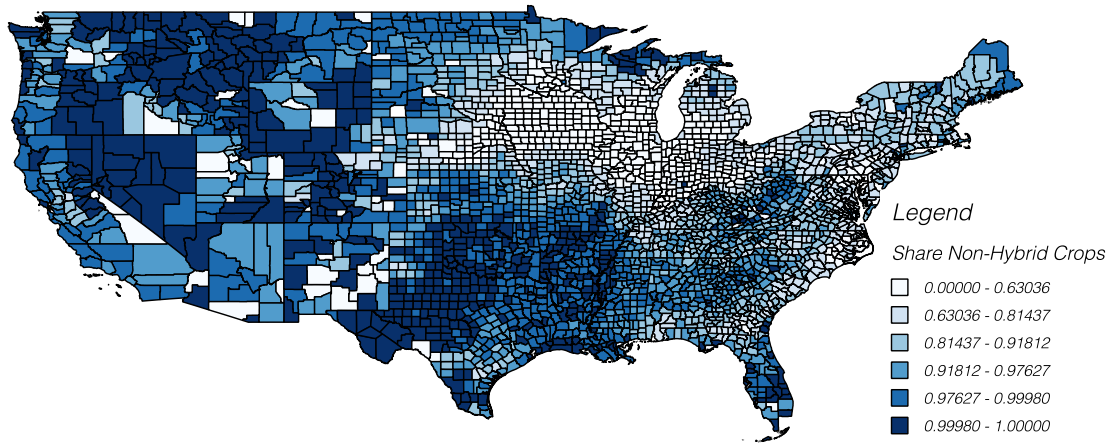 Legend
Share Non-Hybrid Crops
0.00000 - 0.63036
0.63036 - 0.81437
0.81437 - 0.91812
0.91812 - 0.97627
0.97627 - 0.99980
0.99980 - 1.00000